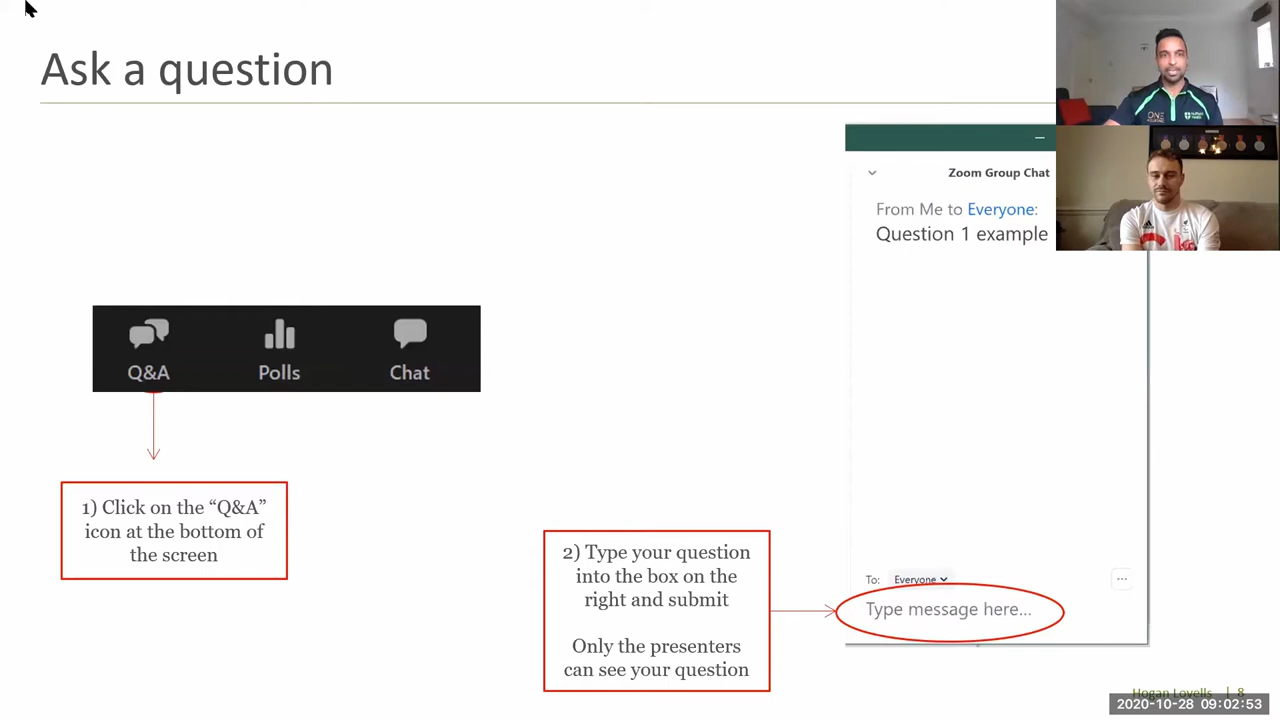 Ask a question
Zoom Group Chat
From Me to Everyone:
Question 1 example
Q&A
Polls
Chat
1) Click on the “Q&A”
icon at the bottom of
the screen
2) Type your question
into the box on the
right and submit
Only the presenters
can see your question
To: Everyone
Type message here...
Hogan Lovells | 8
2020-10-28 09:02:53
ONE